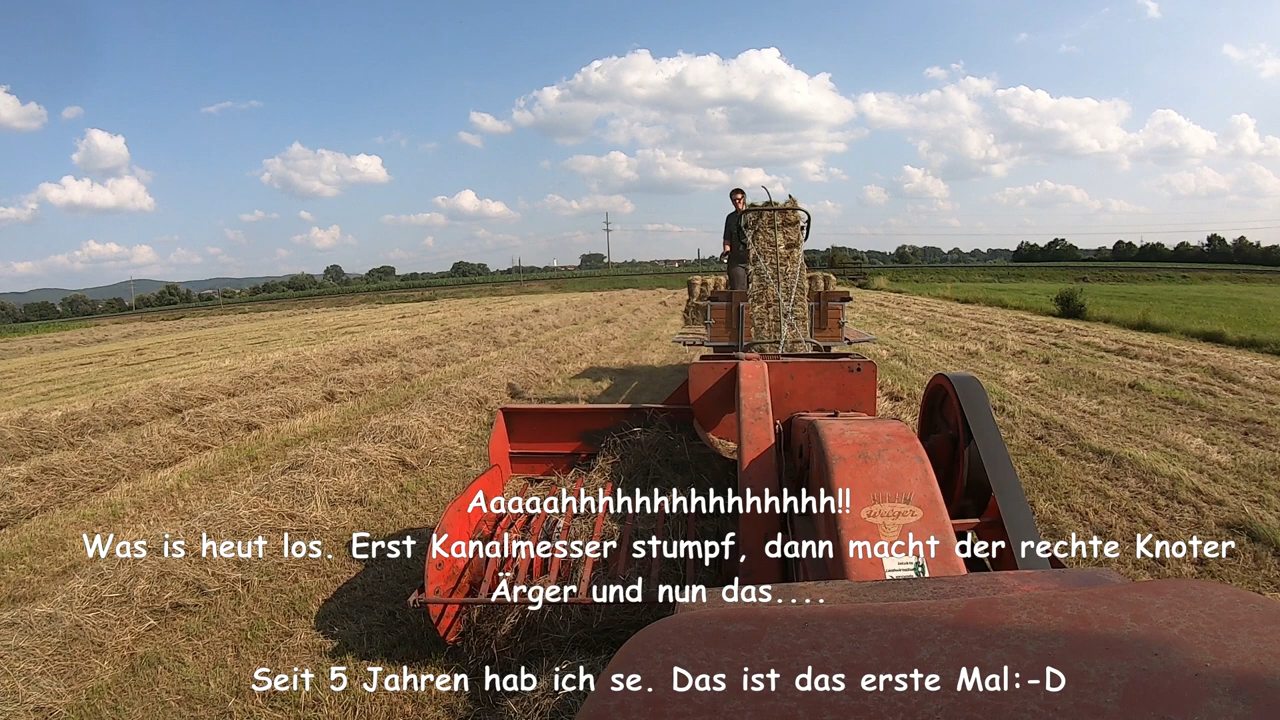 Welger
Aaaaahhhhhhhhhhhhhhhh!!
Was is heut los. Erst Kanalmesser stumpf, dann macht der rechte Knoter
Ärger und nun das....
Seit 5 Jahren hab ich se. Das ist das erste Mal:-D